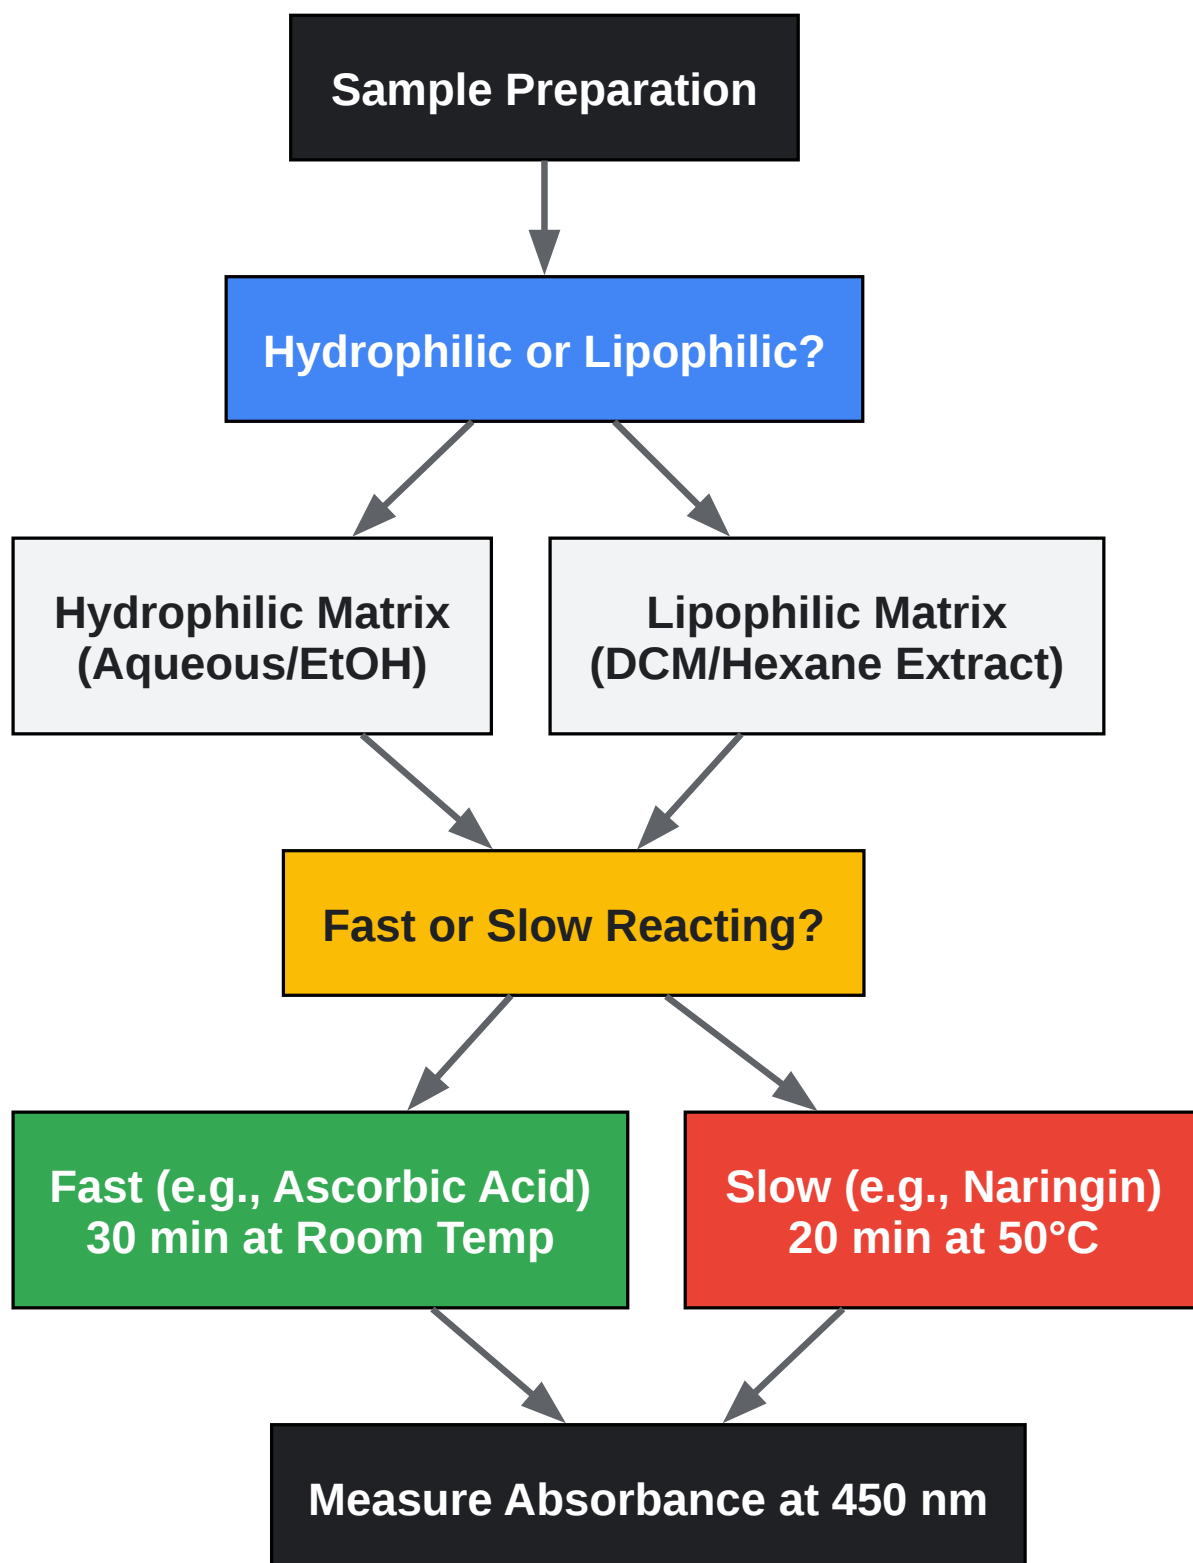 Sample Preparation
Hydrophilic or Lipophilic?
Hydrophilic Matrix
(Aqueous/EtOH)
Lipophilic Matrix
(DCM/Hexane Extract)
Fast or Slow Reacting?
Fast (e.g., Ascorbic Acid)
30 min at Room Temp
Slow (e.g., Naringin)
20 min at 50°C
Measure Absorbance at 450 nm